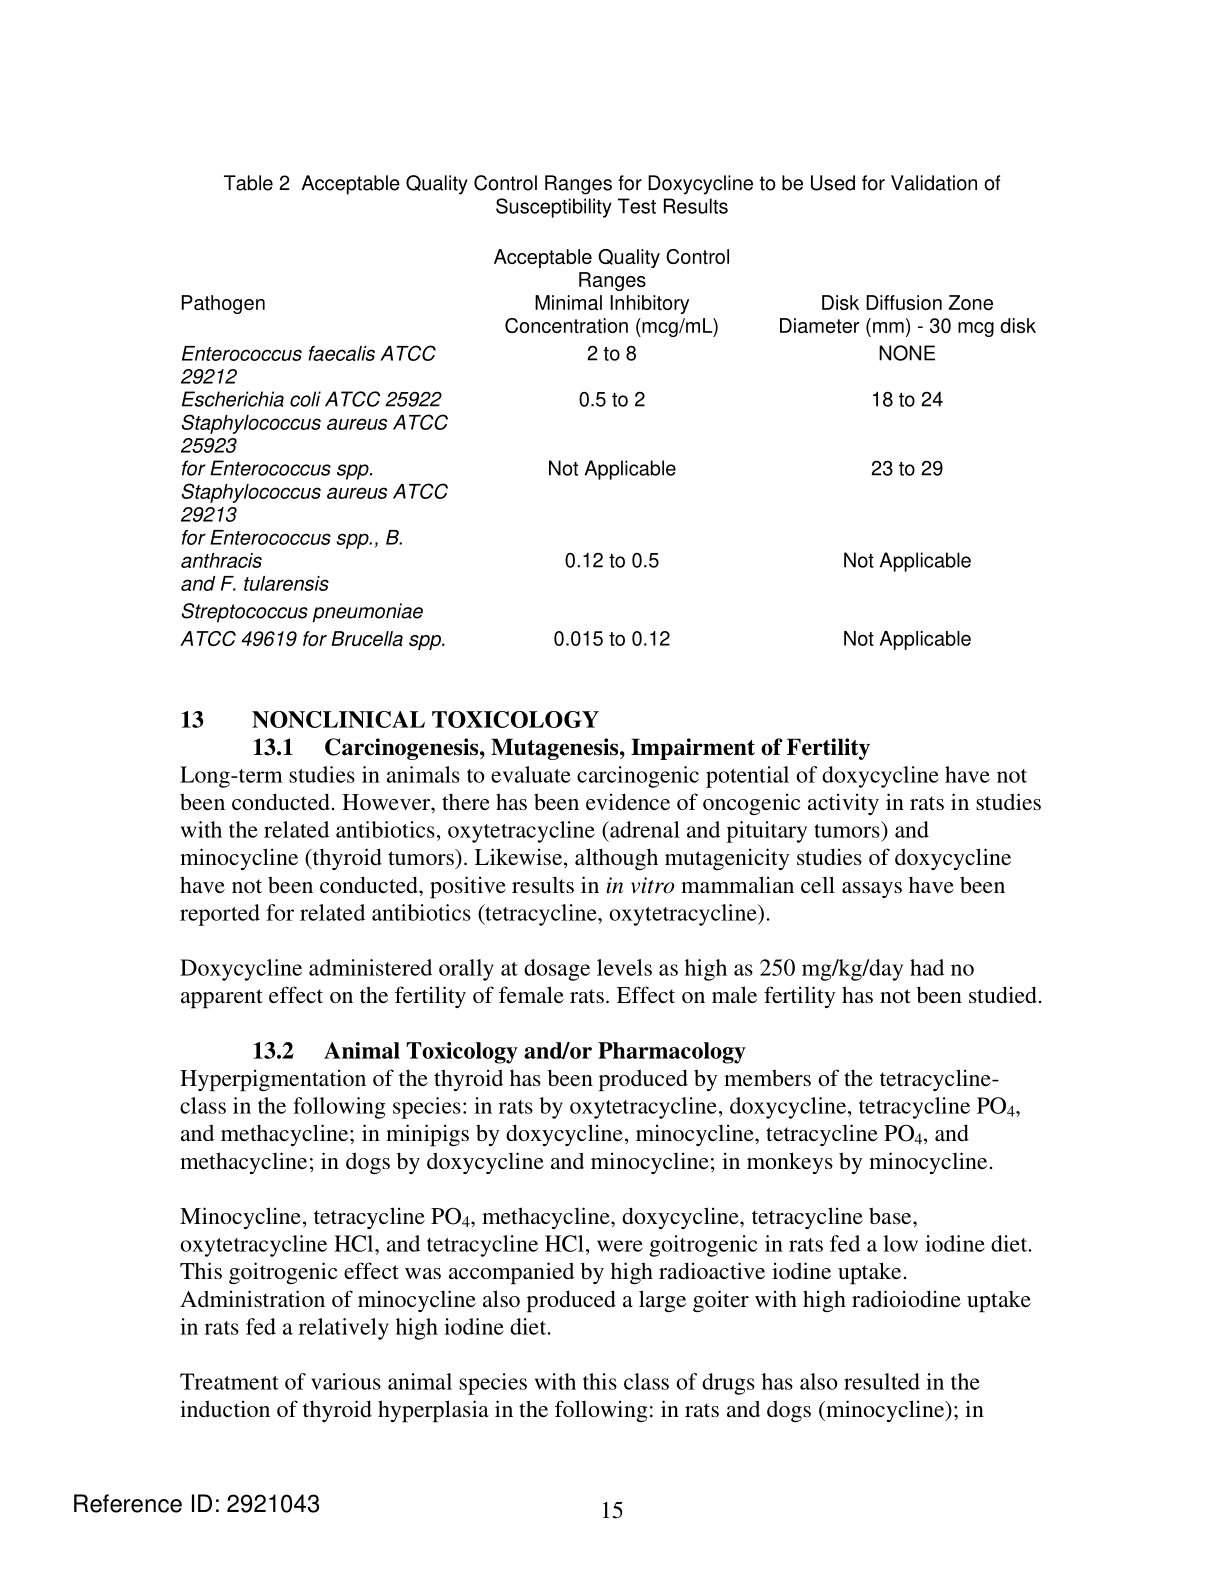 Table 2  Acceptable Quality Control Ranges for Doxycycline to be Used for Validation of
Susceptibility Test Results
Acceptable Quality Control
Ranges
Pathogen Minimal Inhibitory Disk Diffusion Zone
Concentration (mcg/mL) Diameter (mm) - 30 mcg disk
Enterococcus faecalis ATCC 2 to 8 NONE
29212
Escherichia coli ATCC 25922 0.5 to 2 18 to 24
Staphylococcus aureus ATCC
25923
for Enterococcus spp. Not Applicable 23 to 29
Staphylococcus aureus ATCC
29213
for Enterococcus spp., B.
anthracis 0.12 to 0.5 Not Applicable
and F. tularensis
Streptococcus pneumoniae
ATCC 49619 for Brucella spp. 0.015 to 0.12 Not Applicable
13 NONCLINICAL TOXICOLOGY
13.1 Carcinogenesis, Mutagenesis, Impairment of Fertility
Long-term studies in animals to evaluate carcinogenic potential of doxycycline have not
been conducted. However, there has been evidence of oncogenic activity in rats in studies
with the related antibiotics, oxytetracycline (adrenal and pituitary tumors) and
minocycline (thyroid tumors). Likewise, although mutagenicity studies of doxycycline
have not been conducted, positive results in in vitro mammalian cell assays have been
reported for related antibiotics (tetracycline, oxytetracycline).
Doxycycline administered orally at dosage levels as high as 250 mg/kg/day had no
apparent effect on the fertility of female rats. Effect on male fertility has not been studied.
13.2 Animal Toxicology and/or Pharmacology
Hyperpigmentation of the thyroid has been produced by members of the tetracycline-
class in the following species: in rats by oxytetracycline, doxycycline, tetracycline PO₄,
and methacycline; in minipigs by doxycycline, minocycline, tetracycline PO₄, and
methacycline; in dogs by doxycycline and minocycline; in monkeys by minocycline.
Minocycline, tetracycline PO₄, methacycline, doxycycline, tetracycline base,
oxytetracycline HCl, and tetracycline HCl, were goitrogenic in rats fed a low iodine diet.
This goitrogenic effect was accompanied by high radioactive iodine uptake.
Administration of minocycline also produced a large goiter with high radioiodine uptake
in rats fed a relatively high iodine diet.
Treatment of various animal species with this class of drugs has also resulted in the
induction of thyroid hyperplasia in the following: in rats and dogs (minocycline); in
Reference ID: 2921043
15